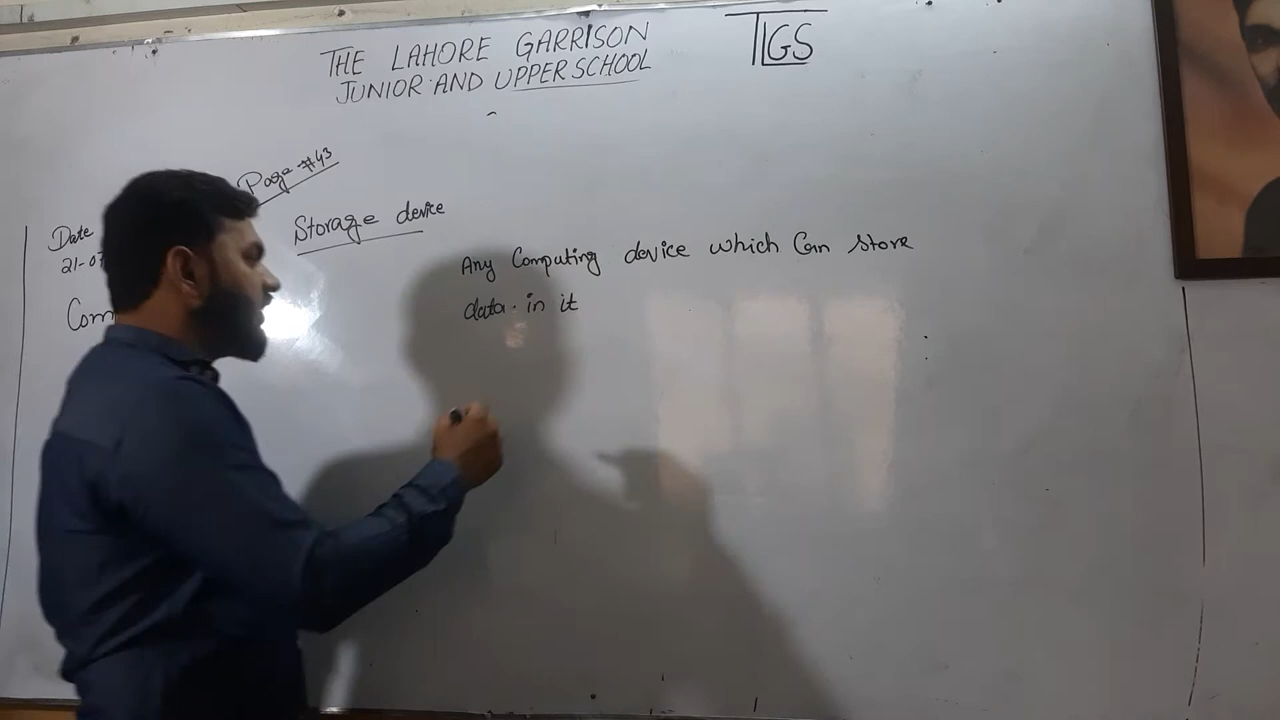 THE LAHORE GARRISON
JUNIOR AND UPPER SCHOOL
TLGS
Page #43
Date
21-07
Com
Storage device
Any Computing device which Can store
data in it